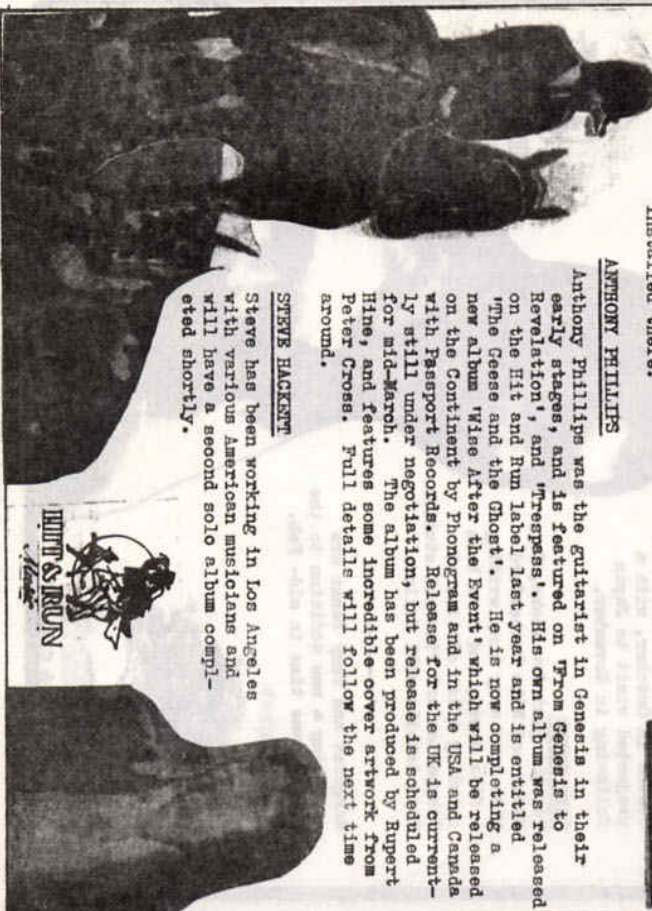 installed there.
ANTHONY PHILLIPS
Anthony Phillips was the guitarist in Genesis in their
early stages, and is featured on 'From Genesis to
Revelation', and 'Trespass'. His own album was released
on the Hit and Run label last year and is entitled
'The Geese and the Ghost'. He is now completing a
new album 'Wise After the Event' which will be released
on the Continent by Phonogram and in the USA and Canada
with Passport Records. Release for the UK is current-
ly still under negotiation, but release is scheduled
for mid-March. The album has been produced by Rupert
Hine, and features some incredible cover artwork from
Peter Cross. Full details will follow the next time
around.
STEVE HACKETT
Steve has been working in Los Angeles
with various American musicians and
will have a second solo album compl-
eted shortly.
HIT & RUN
Music